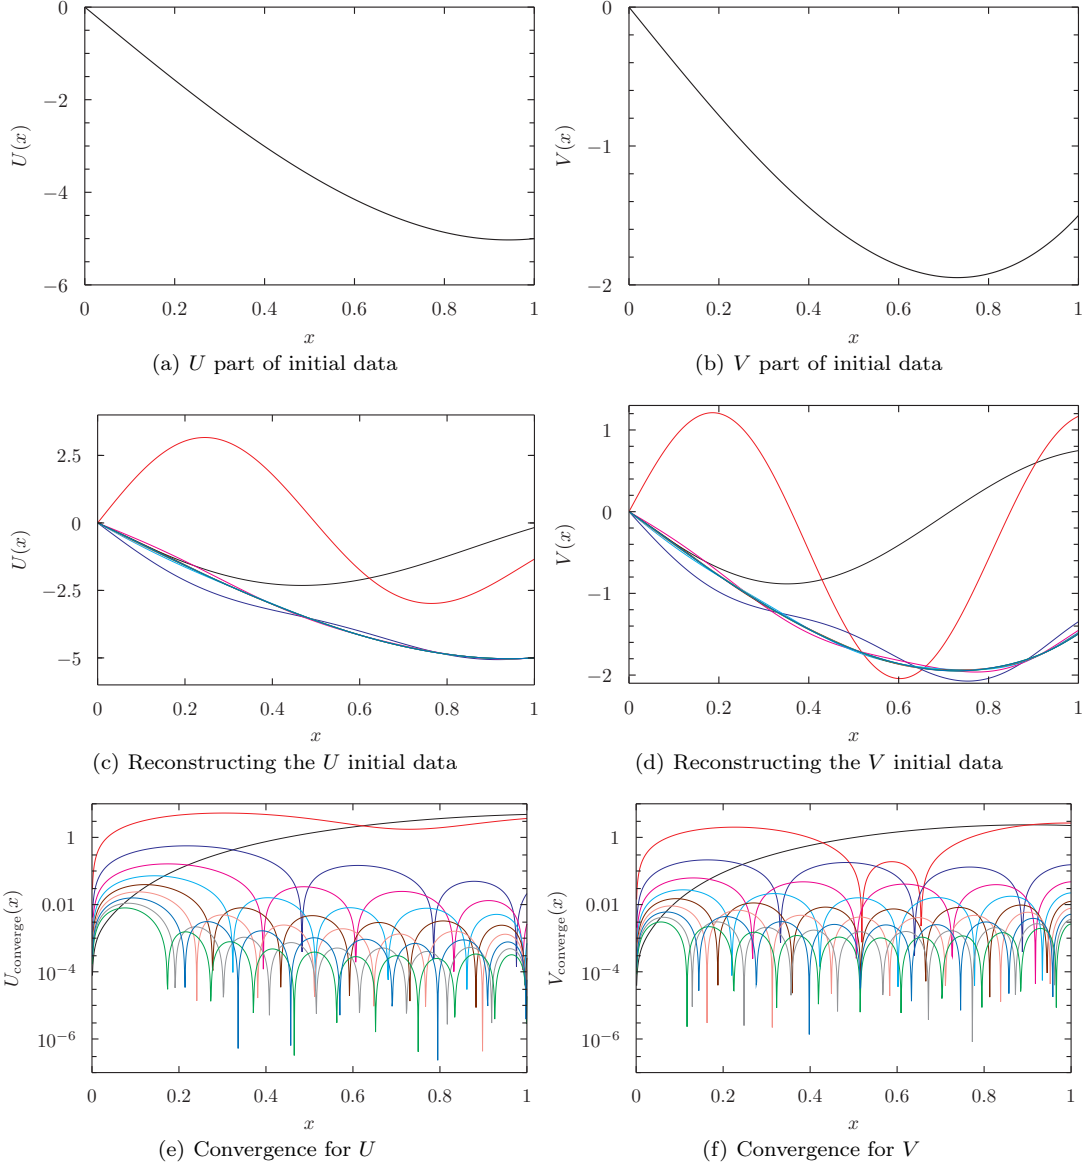 0
−2
−4
−6
U(x)
0 0.2 0.4 0.6 0.8 1
x
(a) U part of initial data
0
−1
−2
V(x)
0 0.2 0.4 0.6 0.8 1
x
(b) V part of initial data
2.5
0
−2.5
−5
U(x)
0 0.2 0.4 0.6 0.8 1
x
(c) Reconstructing the U initial data
1
0
−1
−2
V(x)
0 0.2 0.4 0.6 0.8 1
x
(d) Reconstructing the V initial data
1
0.01
10⁻⁴
10⁻⁶
U_converge(x)
0 0.2 0.4 0.6 0.8 1
x
(e) Convergence for U
1
0.01
10⁻⁴
10⁻⁶
V_converge(x)
0 0.2 0.4 0.6 0.8 1
x
(f) Convergence for V